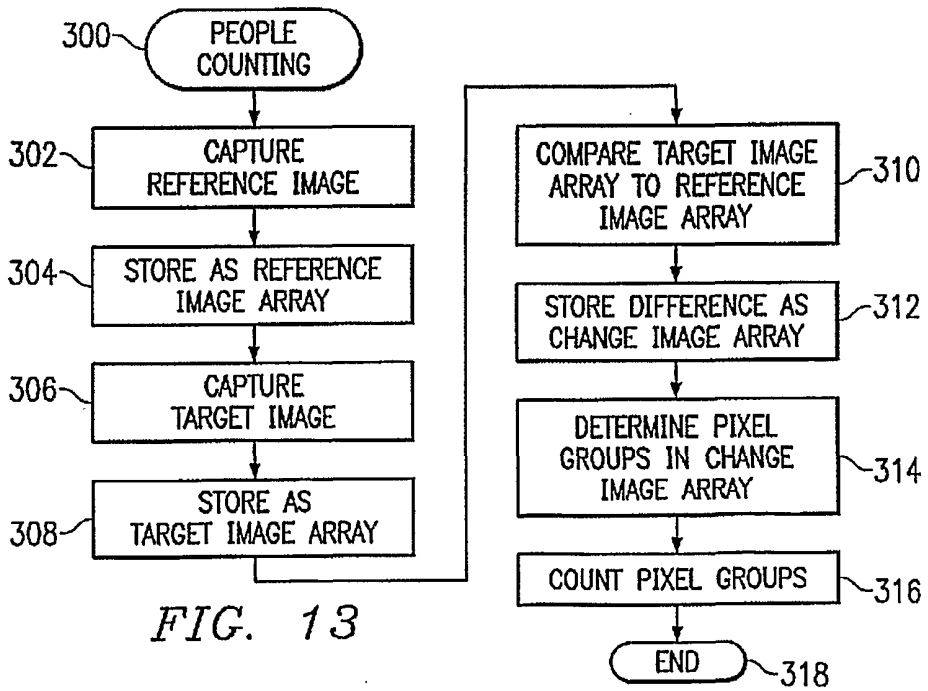 300
PEOPLE
COUNTING
302
CAPTURE
REFERENCE IMAGE
304
STORE AS REFERENCE
IMAGE ARRAY
306
CAPTURE
TARGET IMAGE
308
STORE AS
TARGET IMAGE ARRAY
COMPARE TARGET IMAGE
ARRAY TO REFERENCE
IMAGE ARRAY
310
STORE DIFFERENCE AS
CHANGE IMAGE ARRAY
312
DETERMINE PIXEL
GROUPS IN CHANGE
IMAGE ARRAY
314
COUNT PIXEL GROUPS
316
END
318
FIG. 13